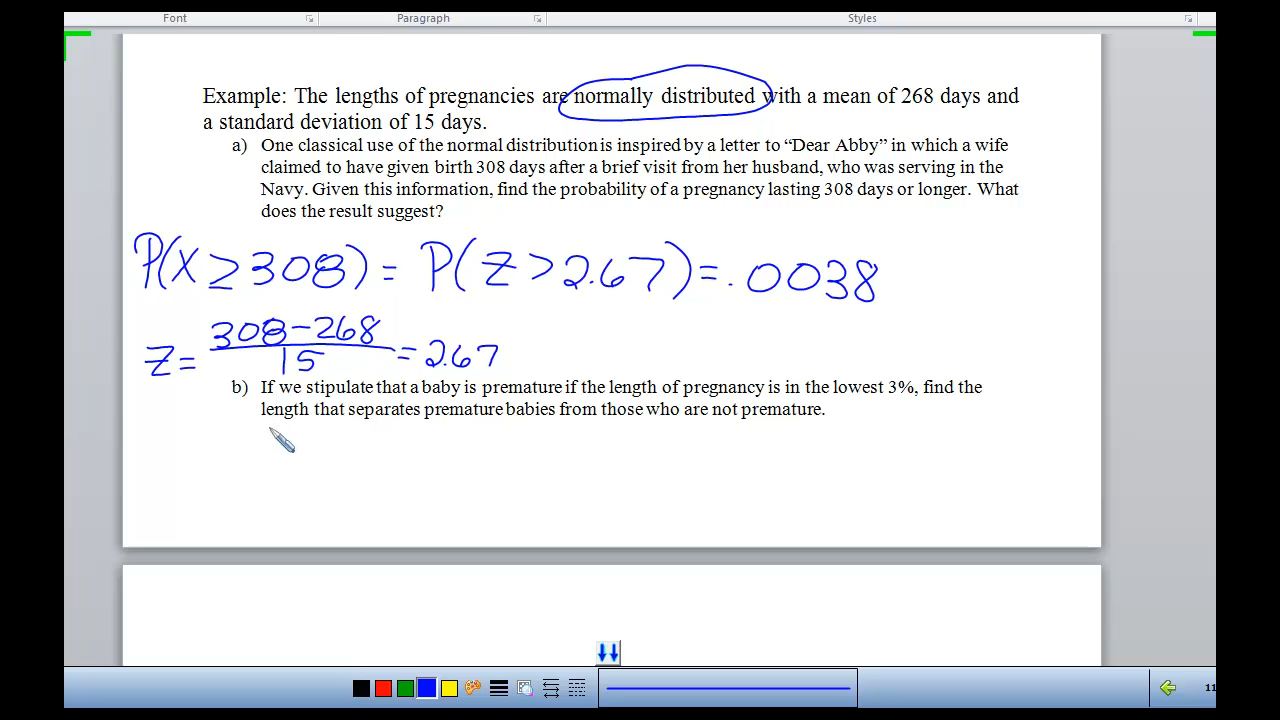 Font Paragraph Styles
Example: The lengths of pregnancies are normally distributed with a mean of 268 days and
a standard deviation of 15 days.
a) One classical use of the normal distribution is inspired by a letter to “Dear Abby” in which a wife
claimed to have given birth 308 days after a brief visit from her husband, who was serving in the
Navy. Given this information, find the probability of a pregnancy lasting 308 days or longer. What
does the result suggest?
P(X ≥ 308) = P(Z > 2.67) = .0038
Z = 308 - 268 / 15 = 2.67
b) If we stipulate that a baby is premature if the length of pregnancy is in the lowest 3%, find the
length that separates premature babies from those who are not premature.
11